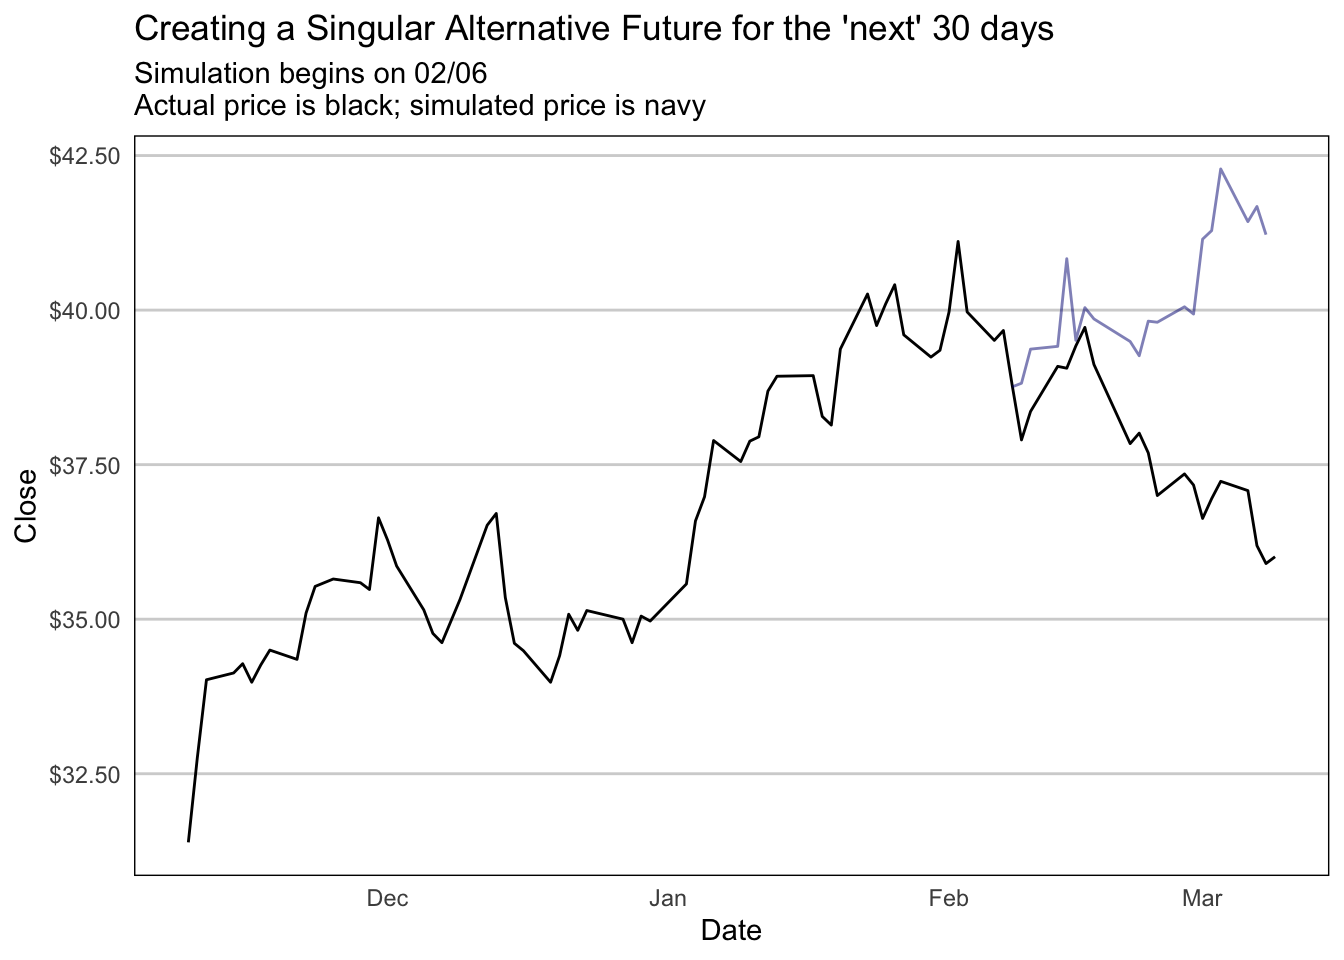 Creating a Singular Alternative Future for the 'next' 30 days
Simulation begins on 02/06
Actual price is black; simulated price is navy
$42.50
$40.00
$37.50
$35.00
$32.50
Close
Dec
Jan
Feb
Mar
Date